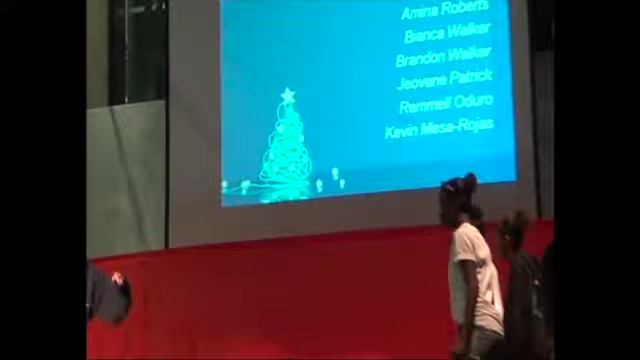 Amina Roberts
Bianca Walker
Brandon Walker
Jeovane Patrick
Remmell Oduro
Kevin Mesa-Rojas